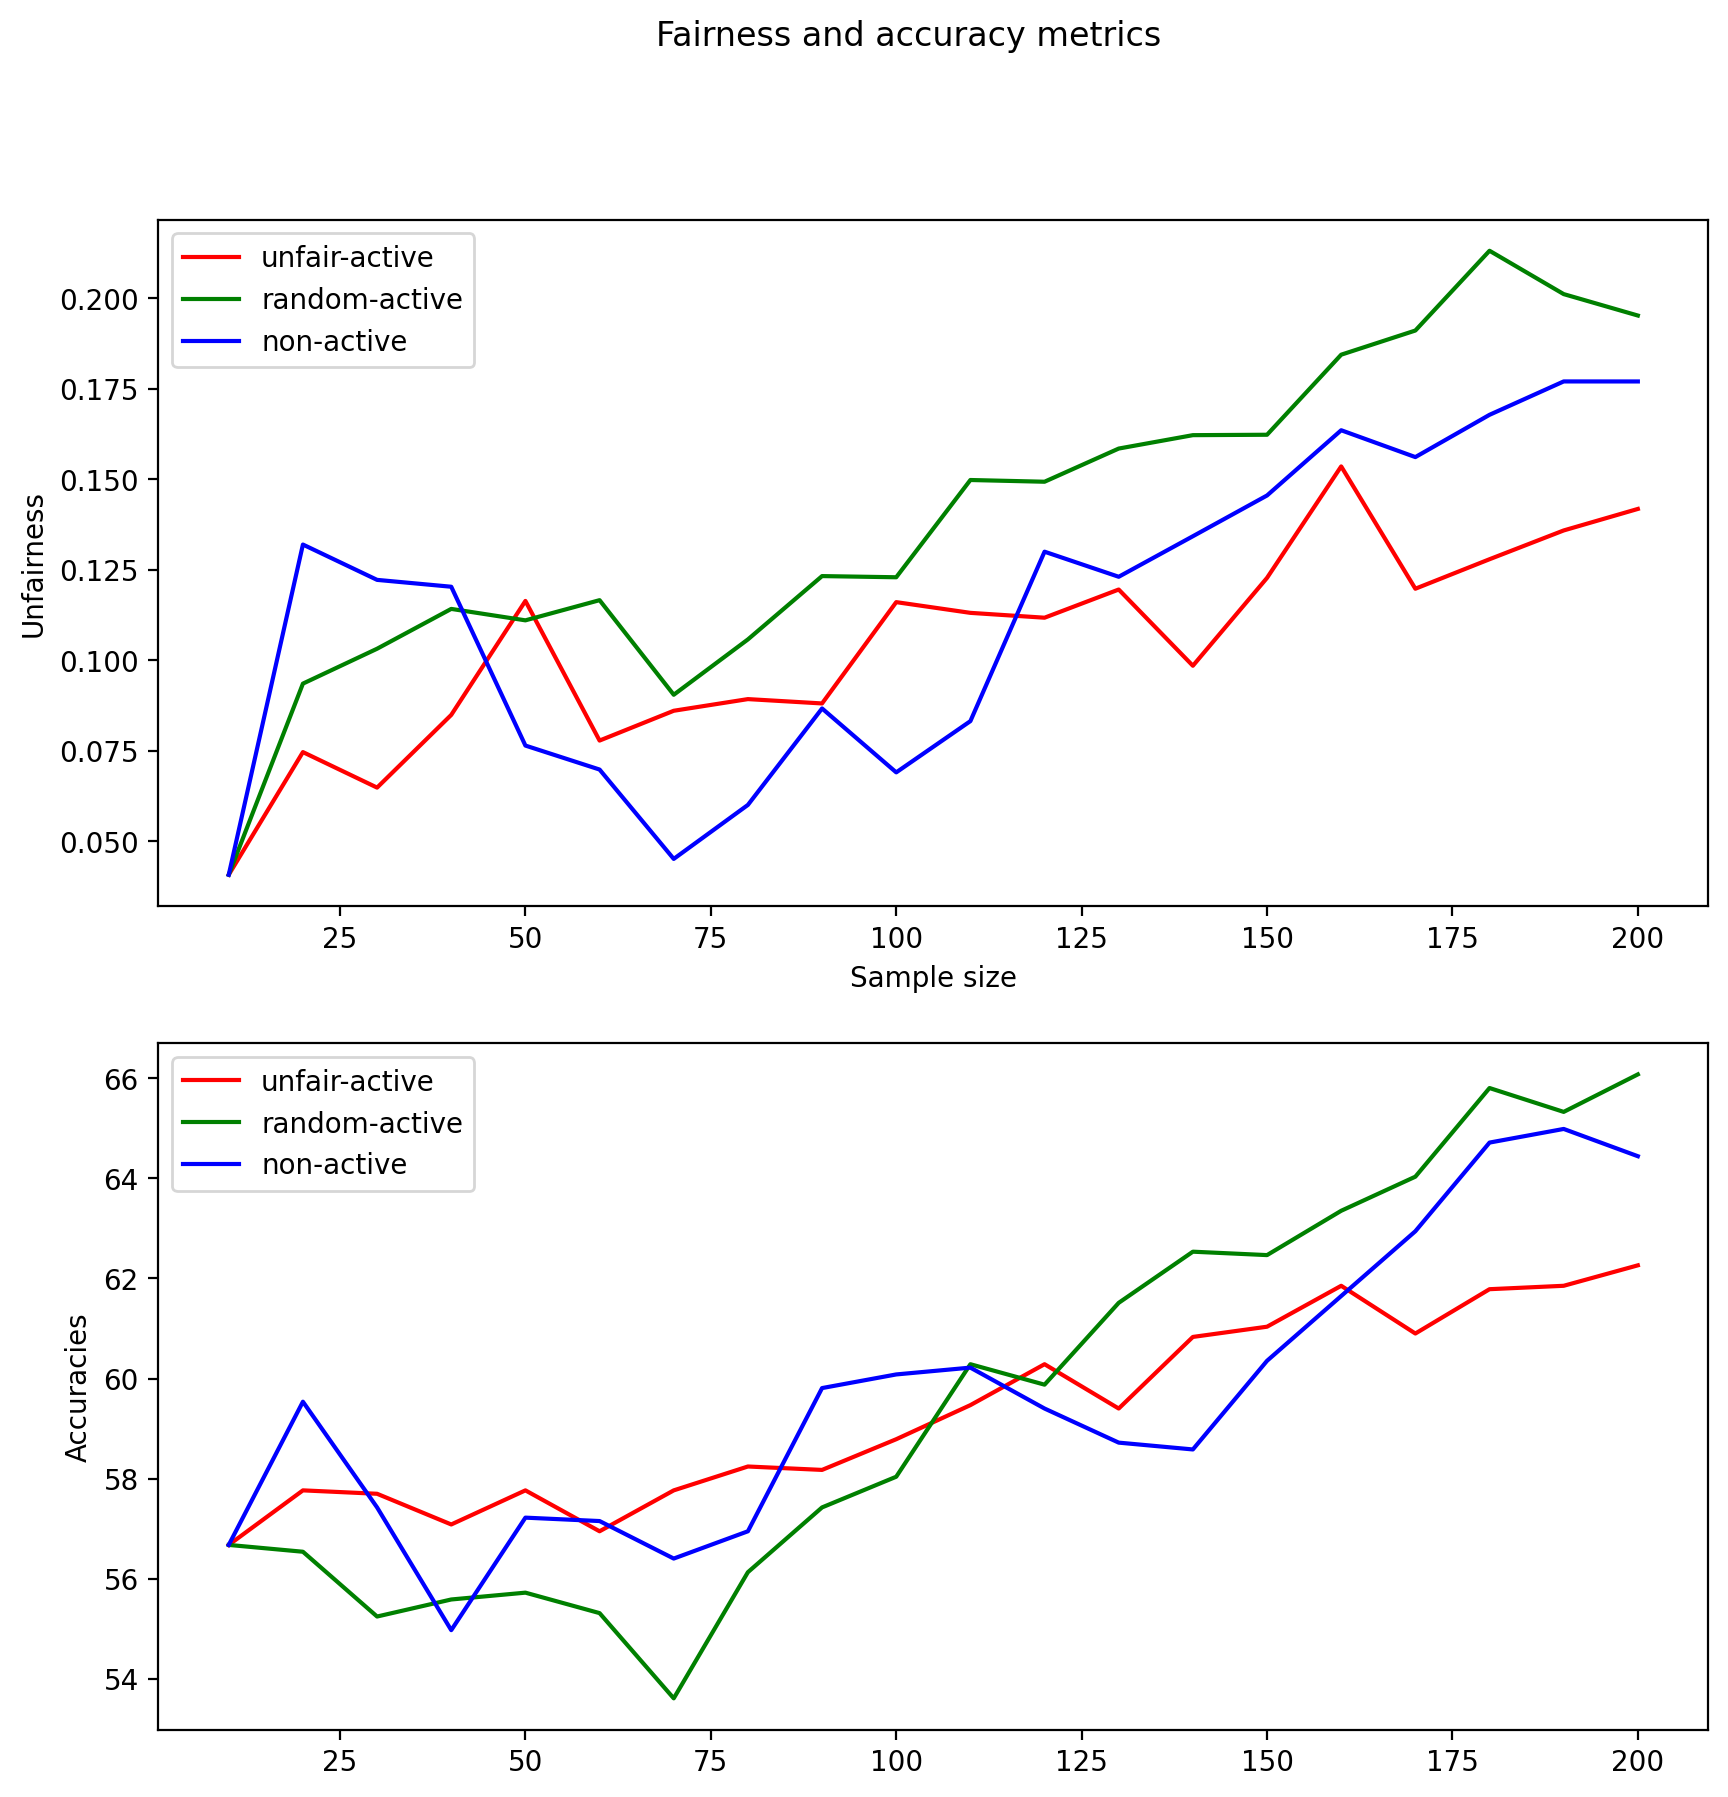 Fairness and accuracy metrics
unfair-active
random-active
non-active
0.200
0.175
0.150
0.125
0.100
0.075
0.050
Unfairness
25 50 75 100 125 150 175 200
Sample size
unfair-active
random-active
non-active
66
64
62
60
58
56
54
Accuracies
25 50 75 100 125 150 175 200